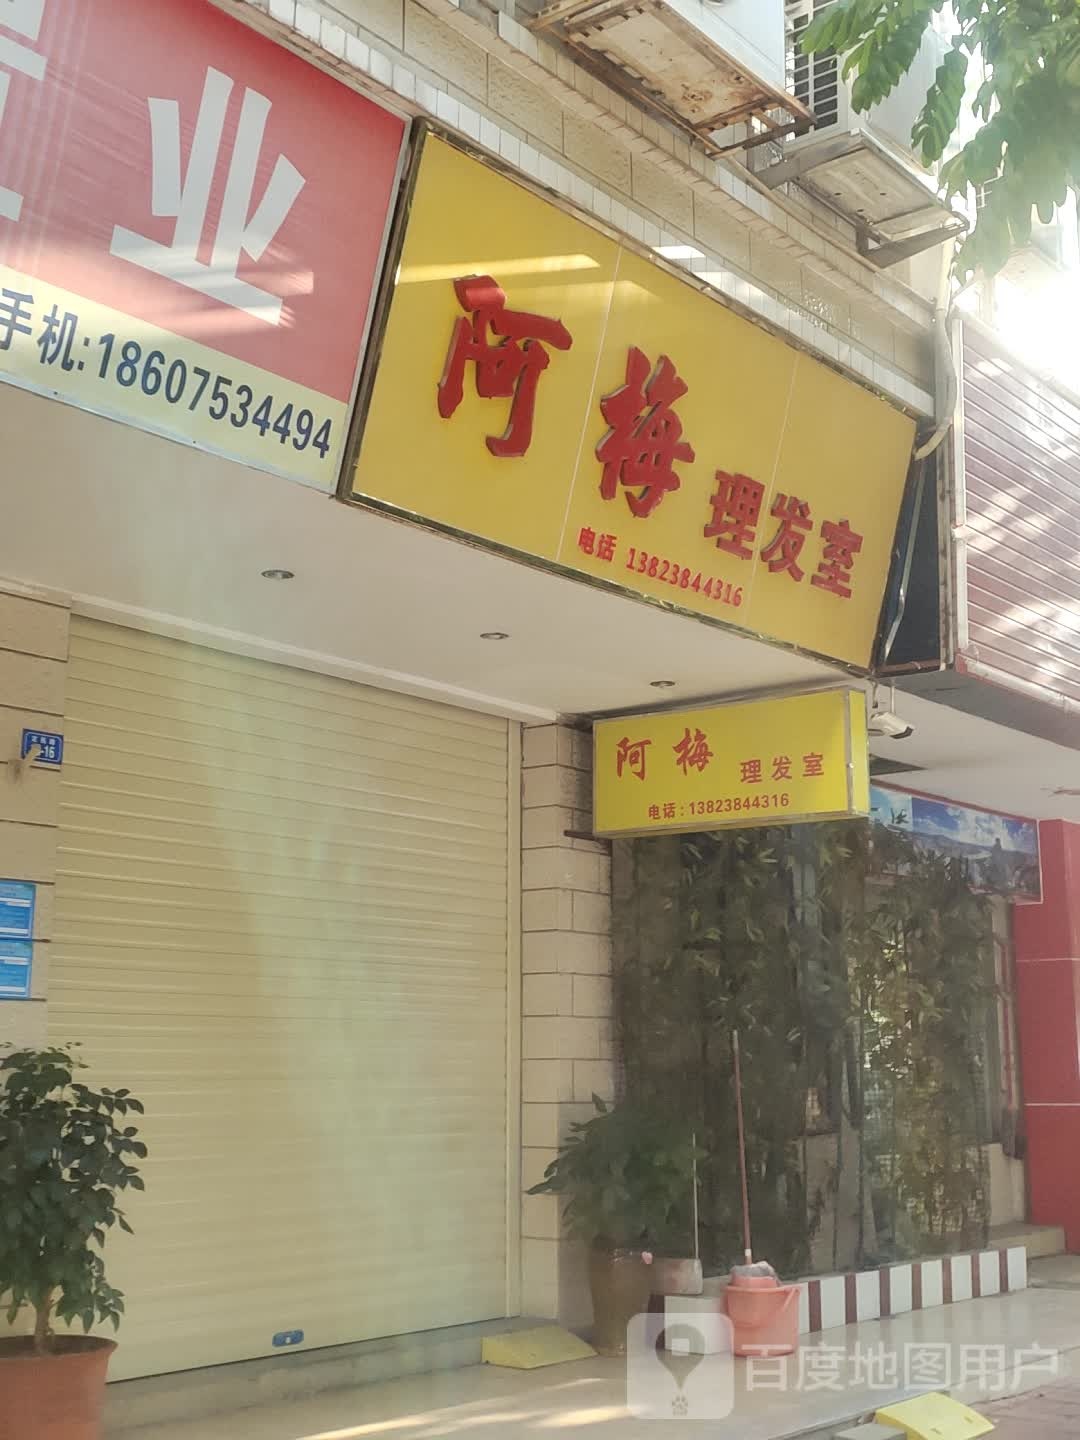 业
手机:18607534494
阿梅理发室
电话 13823844316
阿梅 理发室
电话:13823844316
百度地图用户